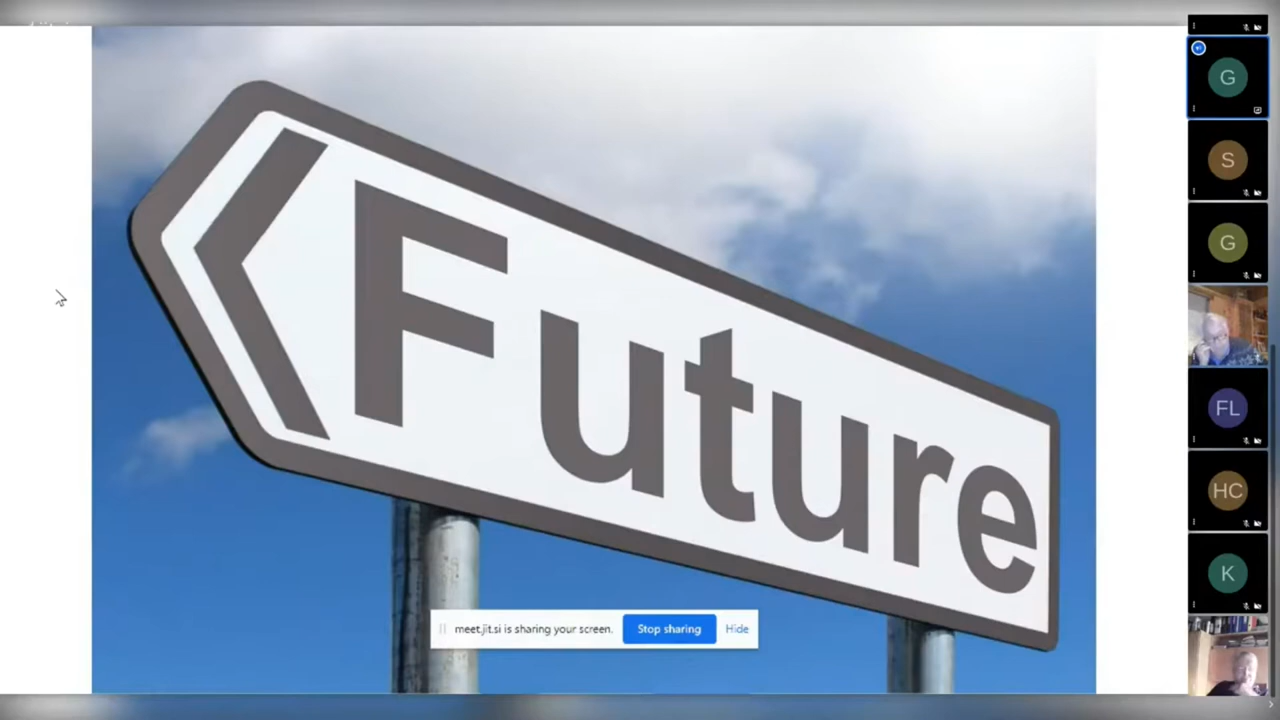 Future
meet.jit.si is sharing your screen. Stop sharing Hide
G
S
G
FL
HC
K